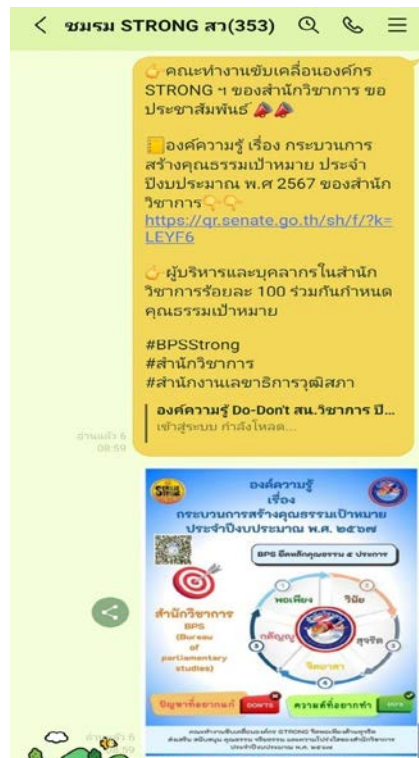 ชมรม STRONG สว(353)
👉คณะทำงานขับเคลื่อนองค์กร
STRONG ฯ ของสำนักวิชาการ ขอ
ประชาสัมพันธ์ 📣📣
📒องค์ความรู้ เรื่อง กระบวนการ
สร้างคุณธรรมเป้าหมาย ประจำ
ปีงบประมาณ พ.ศ 2567 ของสำนัก
วิชาการ👇👇
https://qr.senate.go.th/sh/f/?k=
LEYF6
👉ผู้บริหารและบุคลากรในสำนัก
วิชาการร้อยละ 100 ร่วมกันกำหนด
คุณธรรมเป้าหมาย
#BPSStrong
#สำนักวิชาการ
#สำนักงานเลขาธิการวุฒิสภา
องค์ความรู้ Do-Don't สน.วิชาการ ปี...
เข้าสู่ระบบ กำลังโหลด...
อ่านแล้ว 6
08:59
องค์ความรู้
เรื่อง
กระบวนการสร้างคุณธรรมเป้าหมาย
ประจำปีงบประมาณ พ.ศ. ๒๕๖๗
BPS ยึดหลักคุณธรรม ๕ ประการ
พอเพียง
วินัย
สุจริต
จิตอาสา
กตัญญู
สำนักวิชาการ
BPS
(Bureau
of
parliamentary
studies)
ปัญหาที่อยากแก้
DON'TS
ความดีที่อยากทำ
อ่านแล้ว 6